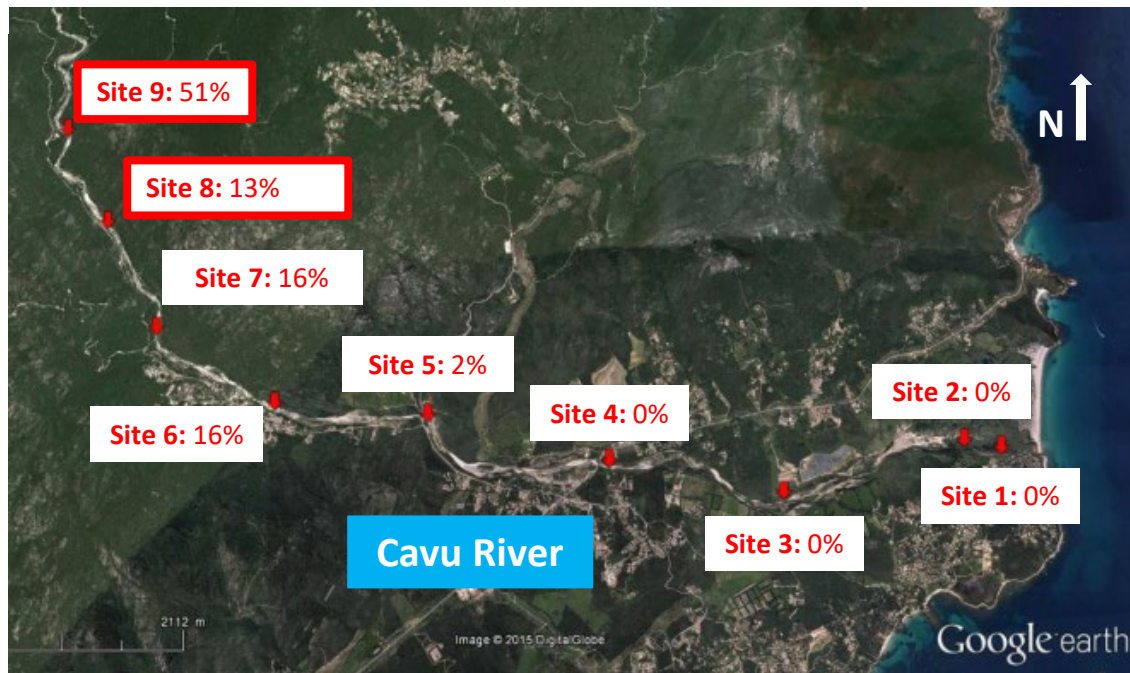 Site 9: 51%
N
Site 8: 13%
Site 7: 16%
Site 5: 2%
Site 2: 0%
Site 4: 0%
Site 6: 16%
Site 1: 0%
Site 3: 0%
Cavu River
2112 m
Image © 2015 DigitalGlobe
Google earth